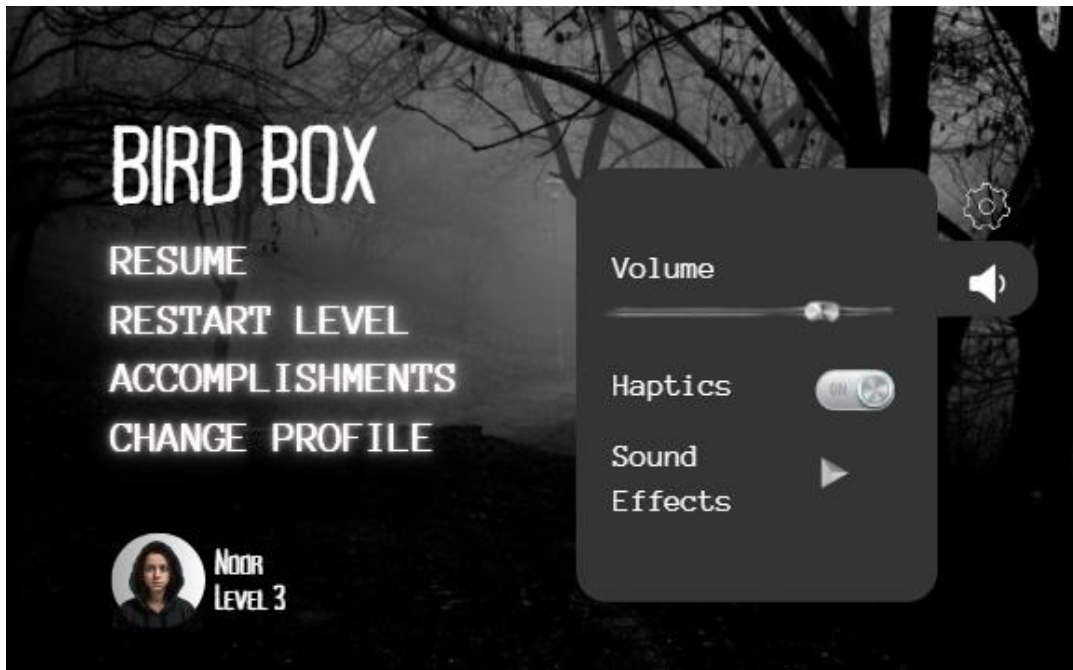 BIRD BOX
RESUME
RESTART LEVEL
ACCOMPLISHMENTS
CHANGE PROFILE
NOOR
LEVEL 3
Volume
Haptics
ON
Sound
Effects